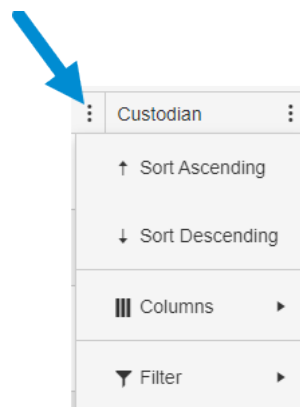 Custodian
Sort Ascending
Sort Descending
Columns
Filter